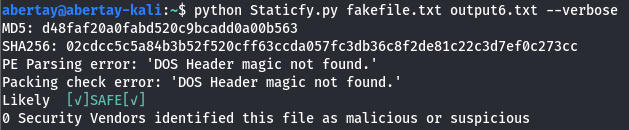 abertay@abertay-kali:~$ python Staticfy.py fakefile.txt output6.txt --verbose
MD5: d48faf20a0fabd520c9bcadd0a00b563
SHA256: 02cdcc5c5a84b3b52f520cff63ccda057fc3db36c8f2de81c22c3d7ef0c273cc
PE Parsing error: 'DOS Header magic not found.'
Packing check error: 'DOS Header magic not found.'
Likely  [√]SAFE[√]
0 Security Vendors identified this file as malicious or suspicious